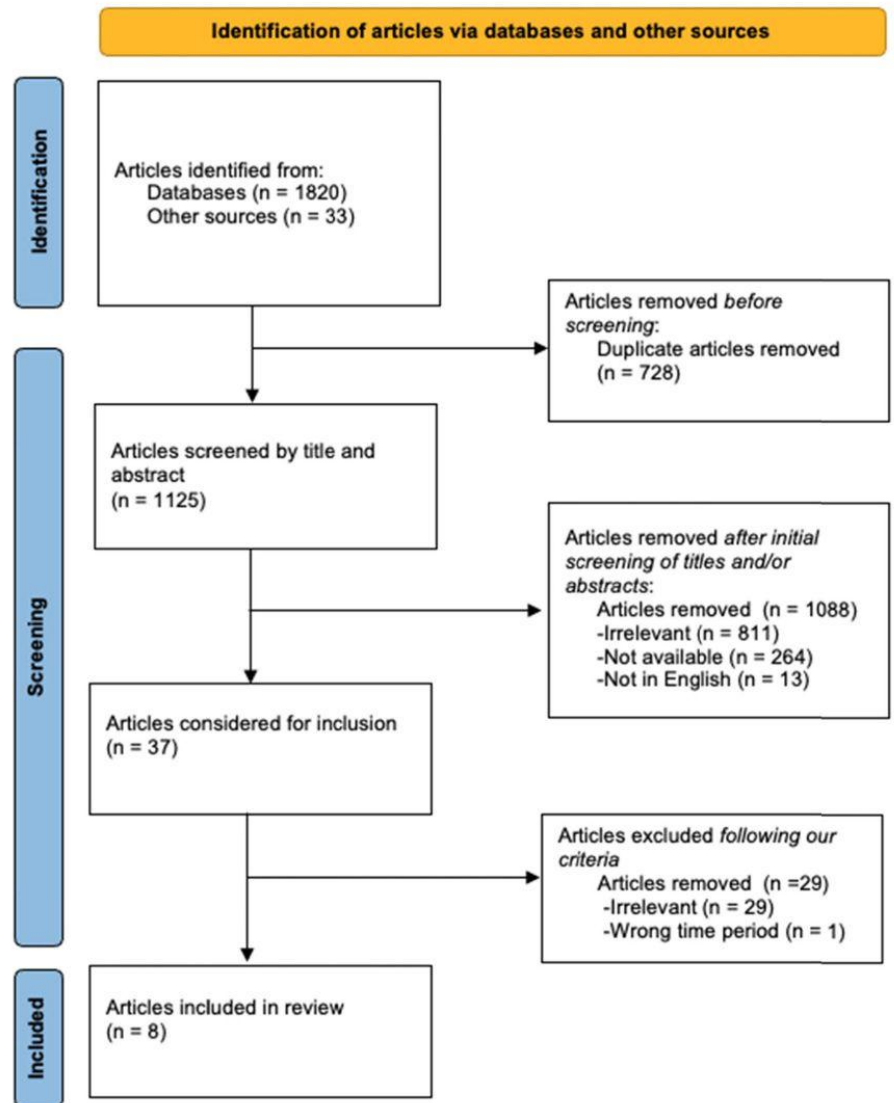 Identification of articles via databases and other sources
Identification
Articles identified from:
Databases (n = 1820)
Other sources (n = 33)
Articles removed before
screening:
Duplicate articles removed
(n = 728)
Screening
Articles screened by title and
abstract
(n = 1125)
Articles removed after initial
screening of titles and/or
abstracts:
Articles removed (n = 1088)
-Irrelevant (n = 811)
-Not available (n = 264)
-Not in English (n = 13)
Articles considered for inclusion
(n = 37)
Articles excluded following our
criteria
Articles removed (n =29)
-Irrelevant (n = 29)
-Wrong time period (n = 1)
Included
Articles included in review
(n = 8)